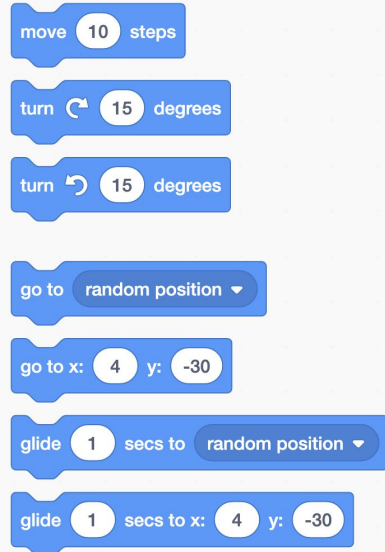 move 10 steps
turn 15 degrees
turn 15 degrees
go to random position
go to x: 4 y: -30
glide 1 secs to random position
glide 1 secs to x: 4 y: -30